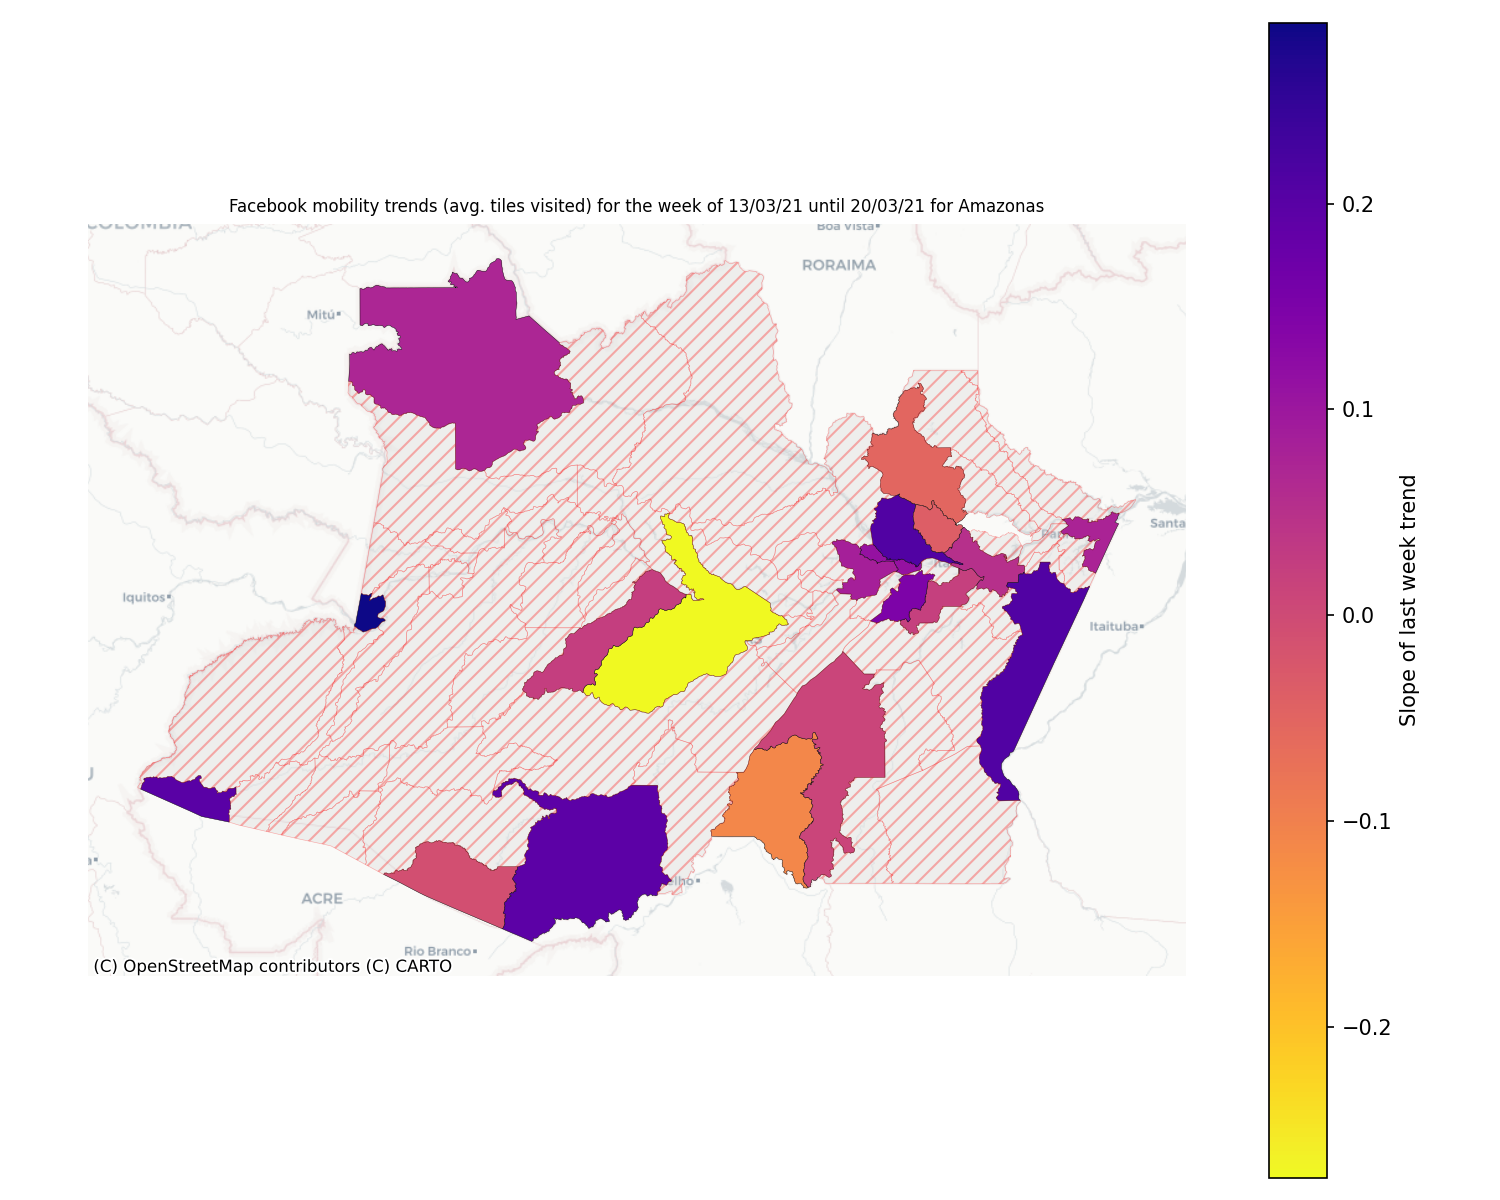 Facebook mobility trends (avg. tiles visited) for the week of 13/03/21 until 20/03/21 for Amazonas
COLOMBIA
Boa Vista
RORAIMA
Mitú
Santa
Iquitos
Itaituba
ACRE
Rio Branco
(C) OpenStreetMap contributors (C) CARTO
0.2
0.1
0.0
−0.1
−0.2
Slope of last week trend